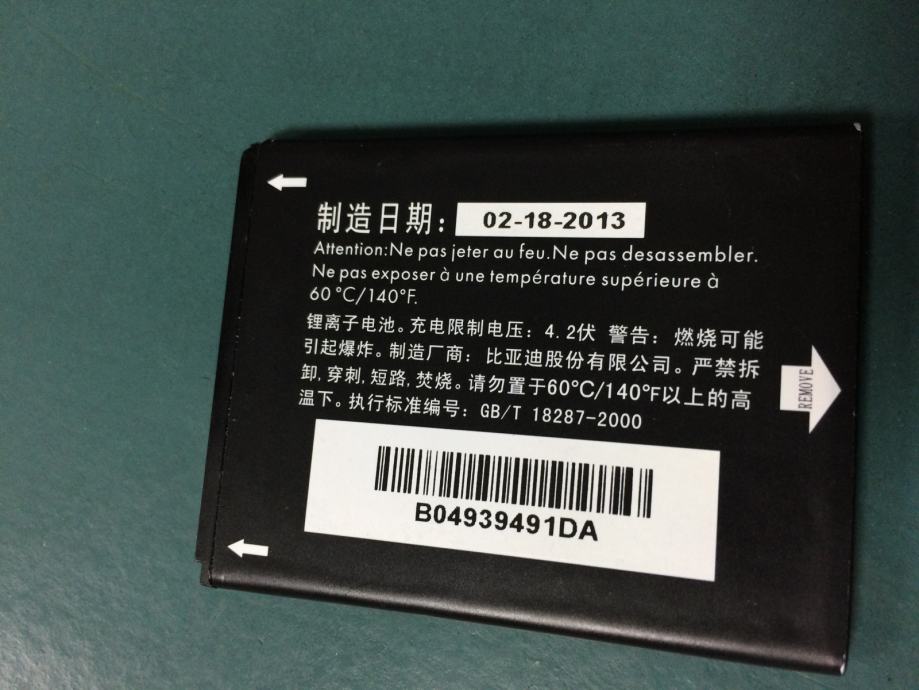 制造日期: 02-18-2013
Attention:Ne pas jeter au feu. Ne pas desassembler.
Ne pas exposer à une température supérieure à
60 °C/140°F.
锂离子电池。充电限制电压: 4.2伏 警告: 燃烧可能
引起爆炸。制造厂商: 比亚迪股份有限公司。严禁拆
卸, 穿刺, 短路, 焚烧。请勿置于60°C/140°F以上的高
温下。执行标准编号: GB/T 18287-2000
REMOVE
B04939491DA